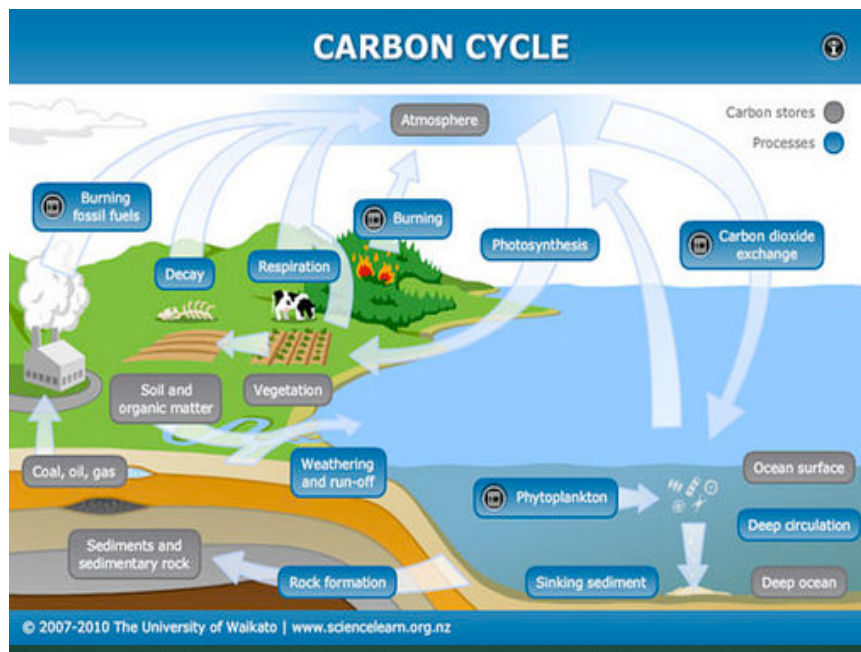 CARBON CYCLE
Atmosphere
Carbon stores
Processes
Burning
fossil fuels
Burning
Photosynthesis
Carbon dioxide
exchange
Decay
Respiration
Soil and
organic matter
Vegetation
Coal, oil, gas
Weathering
and run-off
Ocean surface
Phytoplankton
Deep circulation
Sediments and
sedimentary rock
Rock formation
Sinking sediment
Deep ocean
© 2007-2010 The University of Waikato | www.sciencelearn.org.nz